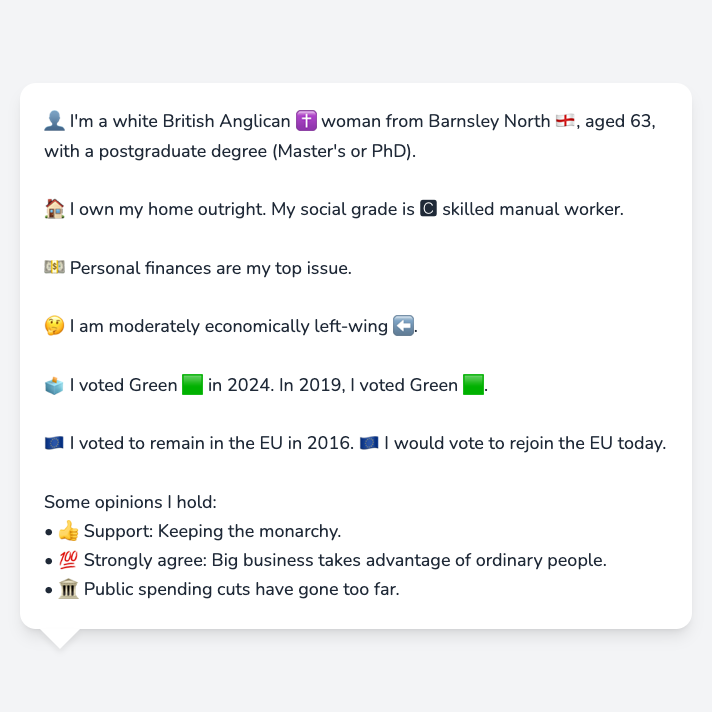 👤 I'm a white British Anglican ✝️ woman from Barnsley North 🏴󠁧󠁢󠁥󠁮󠁧󠁿, aged 63,
with a postgraduate degree (Master's or PhD).
🏠 I own my home outright. My social grade is 🅲 skilled manual worker.
💵 Personal finances are my top issue.
🤔 I am moderately economically left-wing ⬅️.
🗳️ I voted Green 🟩 in 2024. In 2019, I voted Green 🟩.
🇪🇺 I voted to remain in the EU in 2016. 🇪🇺 I would vote to rejoin the EU today.
Some opinions I hold:
• 👍 Support: Keeping the monarchy.
• 💯 Strongly agree: Big business takes advantage of ordinary people.
• 🏛️ Public spending cuts have gone too far.